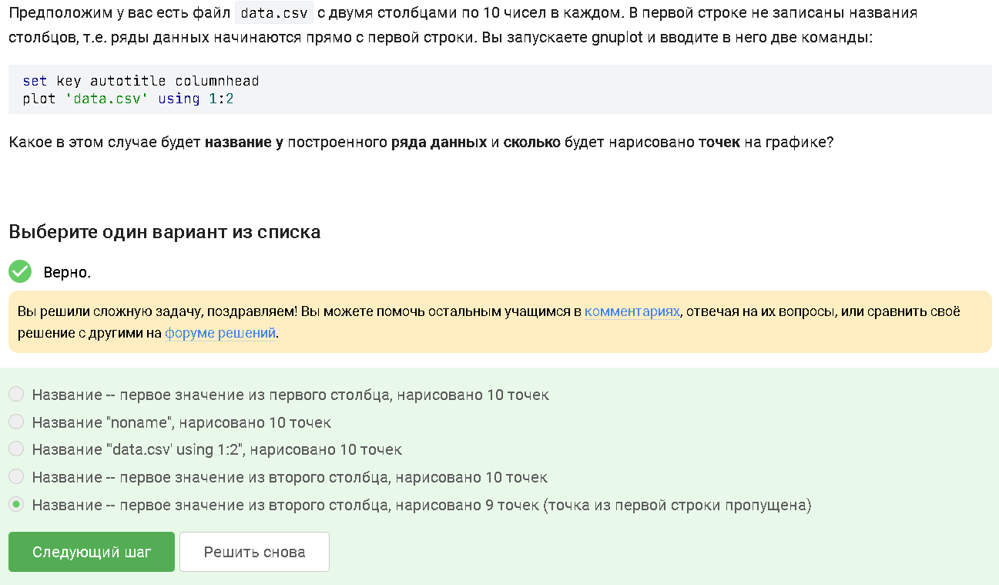 Предположим у вас есть файл data.csv с двумя столбцами по 10 чисел в каждом. В первой строке не записаны названия
столбцов, т.е. ряды данных начинаются прямо с первой строки. Вы запускаете gnuplot и вводите в него две команды:
set key autotitle columnhead
plot 'data.csv' using 1:2
Какое в этом случае будет название у построенного ряда данных и сколько будет нарисовано точек на графике?
Выберите один вариант из списка
Верно.
Вы решили сложную задачу, поздравляем! Вы можете помочь остальным учащимся в комментариях, отвечая на их вопросы, или сравнить своё
решение с другими на форуме решений.
Название -- первое значение из первого столбца, нарисовано 10 точек
Название "noname", нарисовано 10 точек
Название "'data.csv' using 1:2", нарисовано 10 точек
Название -- первое значение из второго столбца, нарисовано 10 точек
Название -- первое значение из второго столбца, нарисовано 9 точек (точка из первой строки пропущена)
Следующий шаг
Решить снова